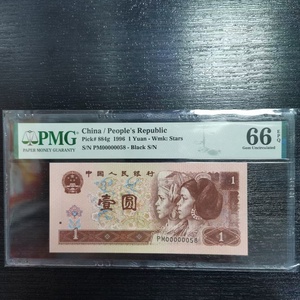 PMG
PAPER MONEY GUARANTY
China / People's Republic
Pick# 884g 1996 1 Yuan - Wmk: Stars
S/N PM00000058 - Black S/N
66 EPQ
Gem Uncirculated
中国人民银行
1
壹圆
1
1
PM00000058